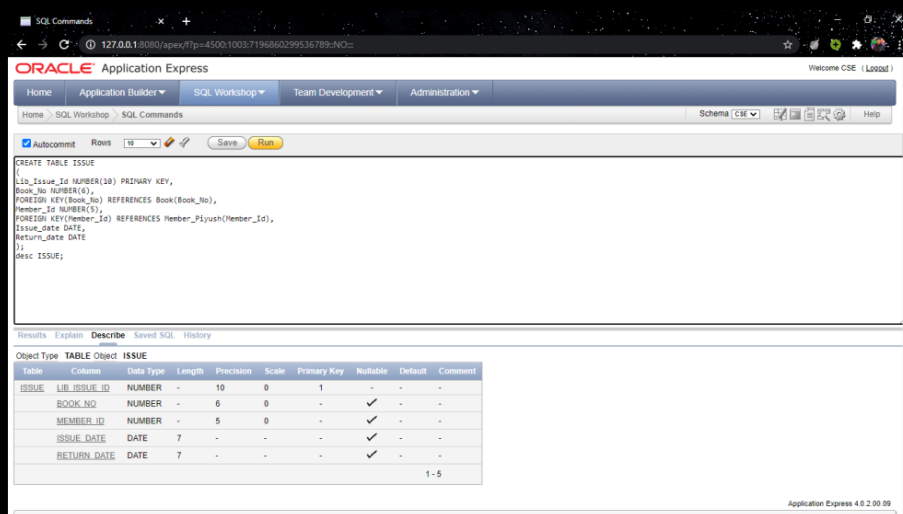 SQL Commands
127.0.0.1:8080/apex/f?p=4500:1003:7196860299536789::NO:::
ORACLE Application Express
Welcome CSE ( Logout )
Home Application Builder SQL Workshop Team Development Administration
Home SQL Workshop SQL Commands Schema CSE Help
Autocommit Rows 10 Save Run
CREATE TABLE ISSUE
(
Lib_Issue_Id NUMBER(10) PRIMARY KEY,
Book_No NUMBER(6),
FOREIGN KEY(Book_No) REFERENCES Book(Book_No),
Member_Id NUMBER(5),
FOREIGN KEY(Member_Id) REFERENCES Member_Piyush(Member_Id),
Issue_date DATE,
Return_date DATE
);
desc ISSUE;
Results Explain Describe Saved SQL History
Object Type TABLE Object ISSUE
Table Column Data Type Length Precision Scale Primary Key Nullable Default Comment
ISSUE LIB_ISSUE_ID NUMBER - 10 0 1 - - -
BOOK_NO NUMBER - 6 0 - ✓ - -
MEMBER_ID NUMBER - 5 0 - ✓ - -
ISSUE_DATE DATE 7 - - - ✓ - -
RETURN_DATE DATE 7 - - - ✓ - -
1 - 5
Application Express 4.0.2.00.09